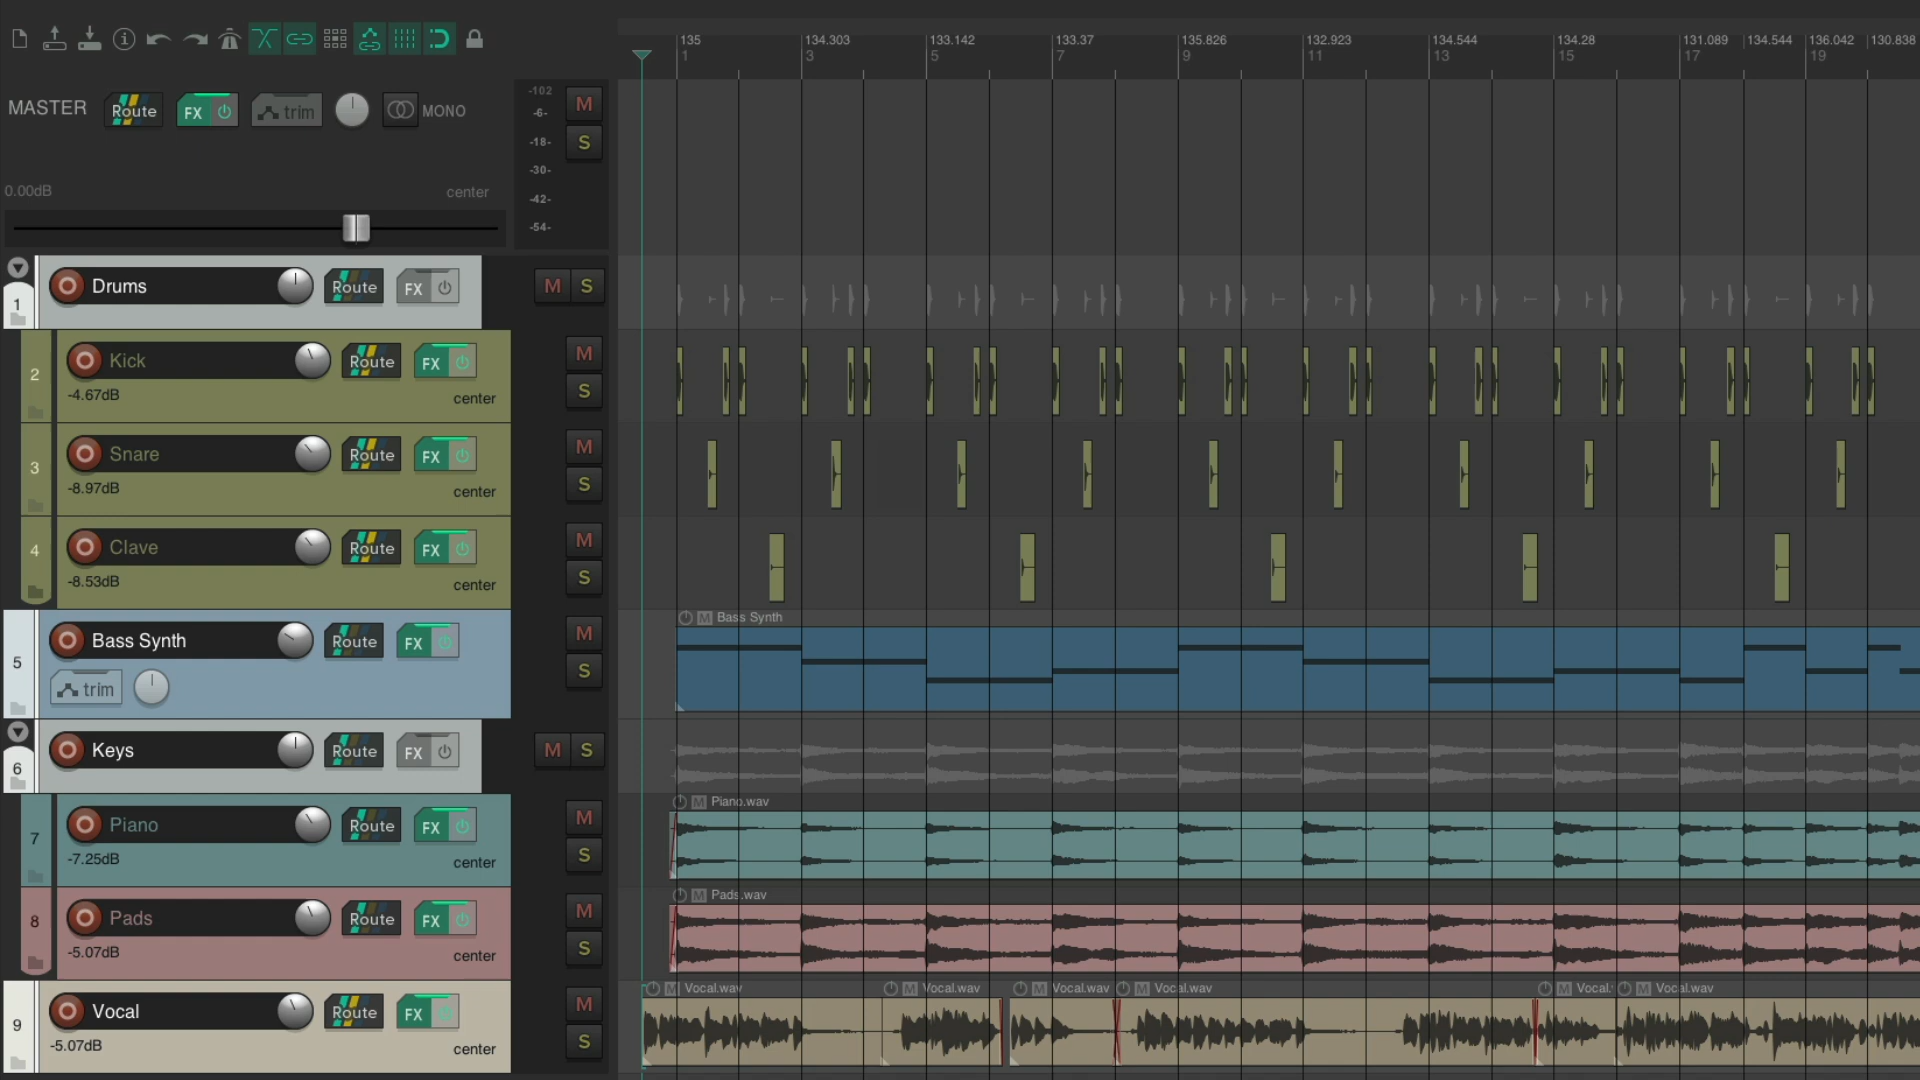 135 134.303 133.142 133.37 135.826 132.923 134.544 134.28 131.089 134.544 136.042 130.838
1 3 5 7 9 11 13 15 17 19
MASTER Route FX trim MONO
-102
-6-
-18-
-30-
-42-
-54-
M
S
0.00dB center
1 Drums Route FX M S
2 Kick Route FX M
-4.67dB center S
3 Snare Route FX M
-8.97dB center S
4 Clave Route FX M
-8.53dB center S
M Bass Synth
5 Bass Synth Route FX M
trim S
6 Keys Route FX M S
M Piano.wav
7 Piano Route FX M
-7.25dB center S
M Pads.wav
8 Pads Route FX M
-5.07dB center S
M Vocal.wav M Vocal.wav M Vocal.wav M Vocal.wav M Vocal. M Vocal.wav
9 Vocal Route FX M
-5.07dB center S